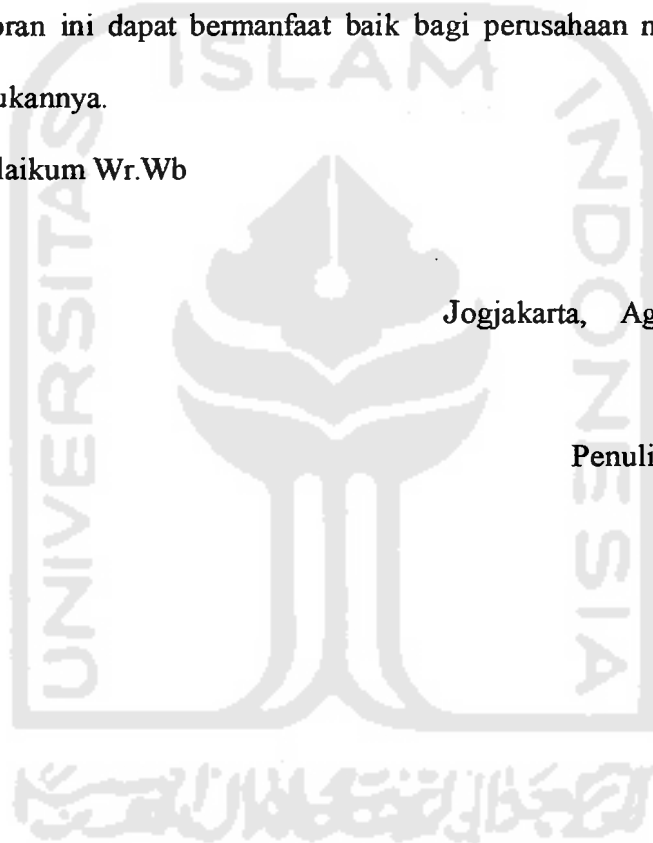 oran ini dapat bermanfaat baik bagi perusahaan m
ukannya.
laikum Wr.Wb
Jogjakarta, Ag
Penuli
ISLAM
UNIVERSITAS
INDONESIA